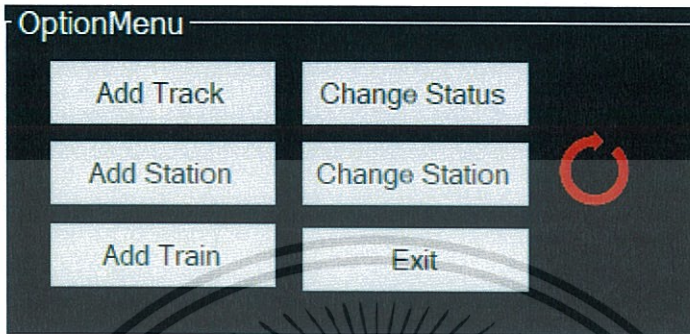 OptionMenu
Add Track
Change Status
Add Station
Change Station
Add Train
Exit